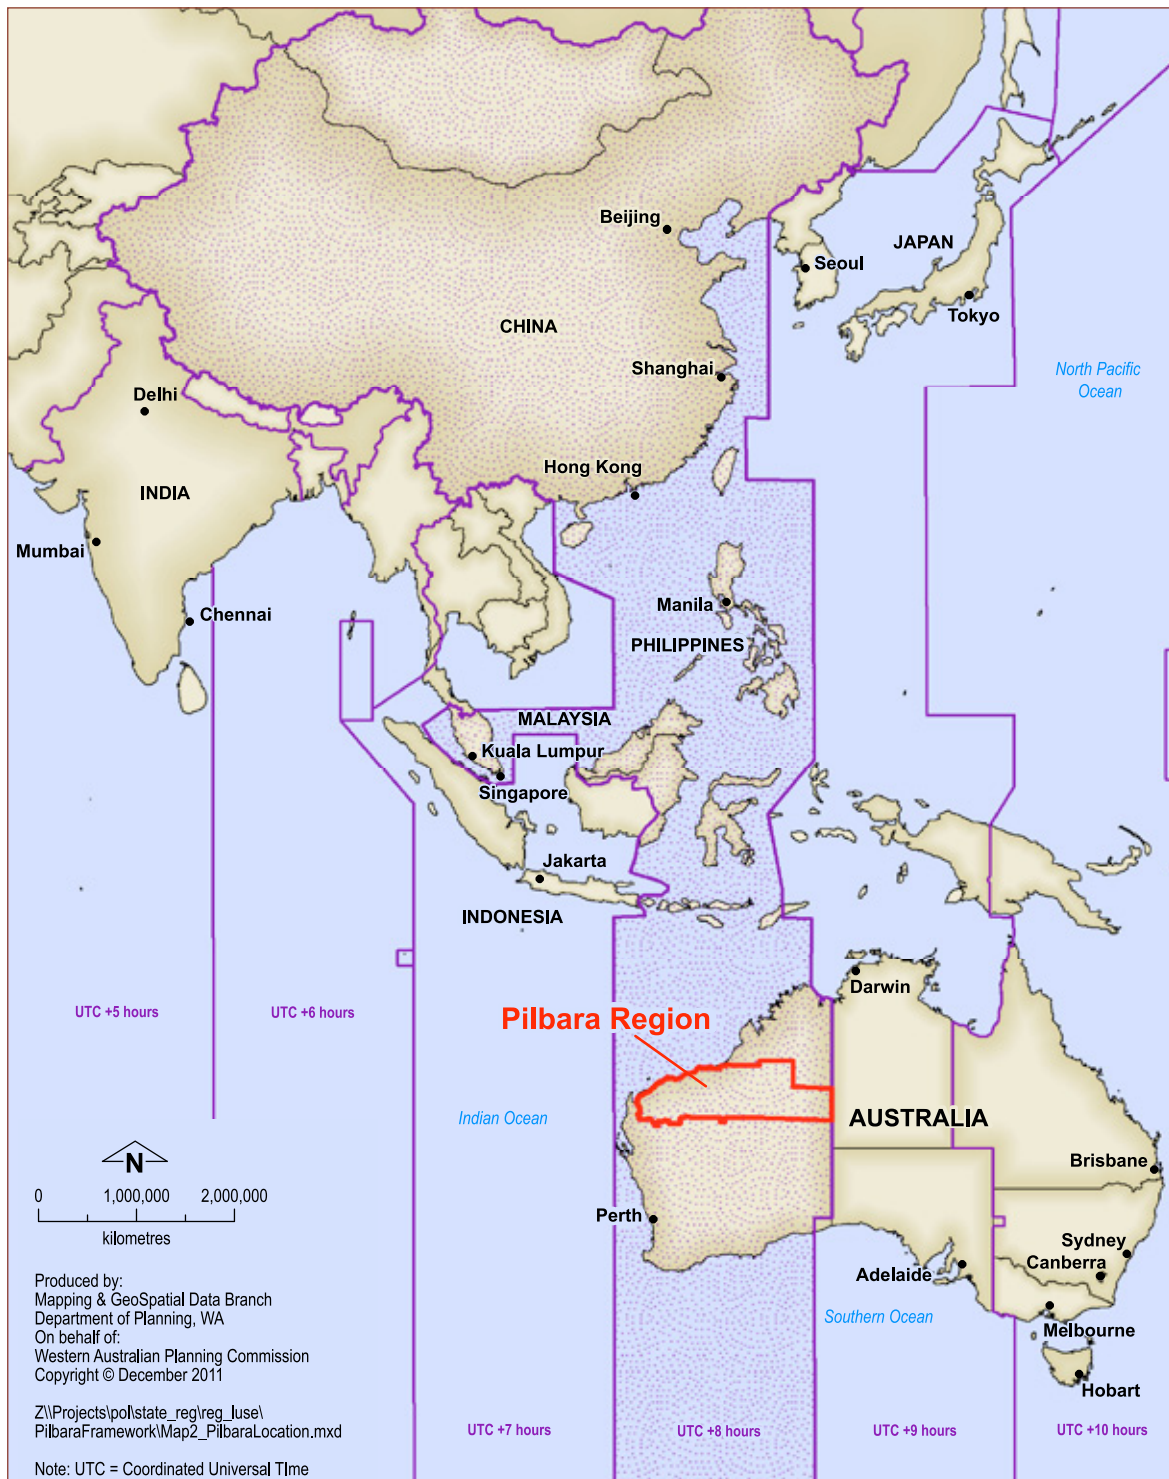 Beijing
JAPAN
Seoul
Tokyo
CHINA
Shanghai
North Pacific
Ocean
Delhi
Hong Kong
INDIA
Mumbai
Chennai
Manila
PHILIPPINES
MALAYSIA
Kuala Lumpur
Singapore
Jakarta
INDONESIA
Darwin
UTC +5 hours
UTC +6 hours
Pilbara Region
Indian Ocean
AUSTRALIA
N
Brisbane
0 1,000,000 2,000,000
kilometres
Perth
Sydney
Canberra
Adelaide
Southern Ocean
Melbourne
Hobart
Produced by:
Mapping & GeoSpatial Data Branch
Department of Planning, WA
On behalf of:
Western Australian Planning Commission
Copyright © December 2011
Z\\Projects\pol\state_reg\reg_luse\
PilbaraFramework\Map2_PilbaraLocation.mxd
UTC +7 hours
UTC +8 hours
UTC +9 hours
UTC +10 hours
Note: UTC = Coordinated Universal TIme